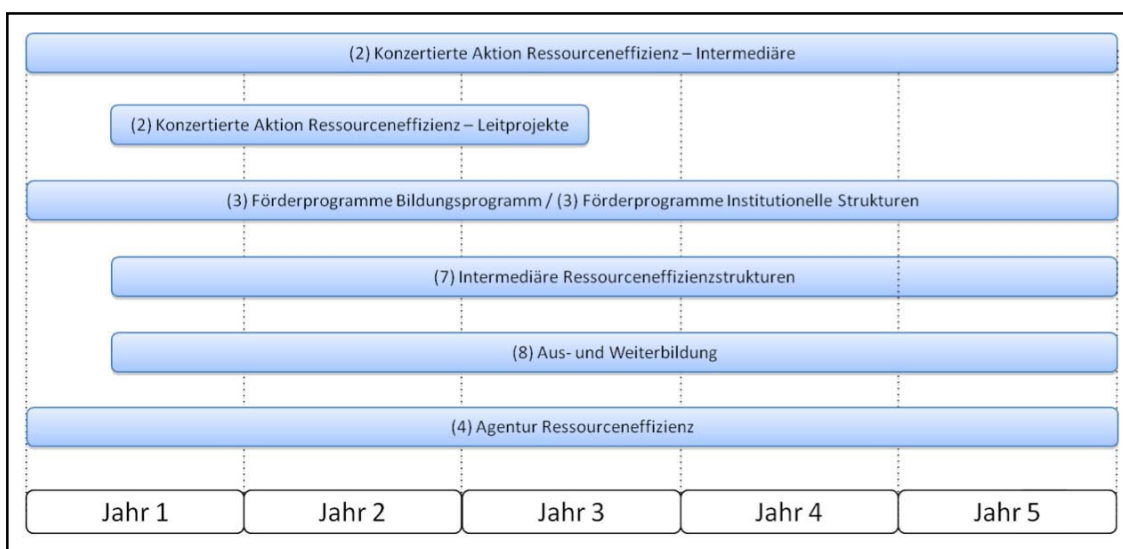 (2) Konzertierte Aktion Ressourceneffizienz – Intermediäre
(2) Konzertierte Aktion Ressourceneffizienz – Leitprojekte
(3) Förderprogramme Bildungsprogramm / (3) Förderprogramme Institutionelle Strukturen
(7) Intermediäre Ressourceneffizienzstrukturen
(8) Aus- und Weiterbildung
(4) Agentur Ressourceneffizienz
Jahr 1 Jahr 2 Jahr 3 Jahr 4 Jahr 5